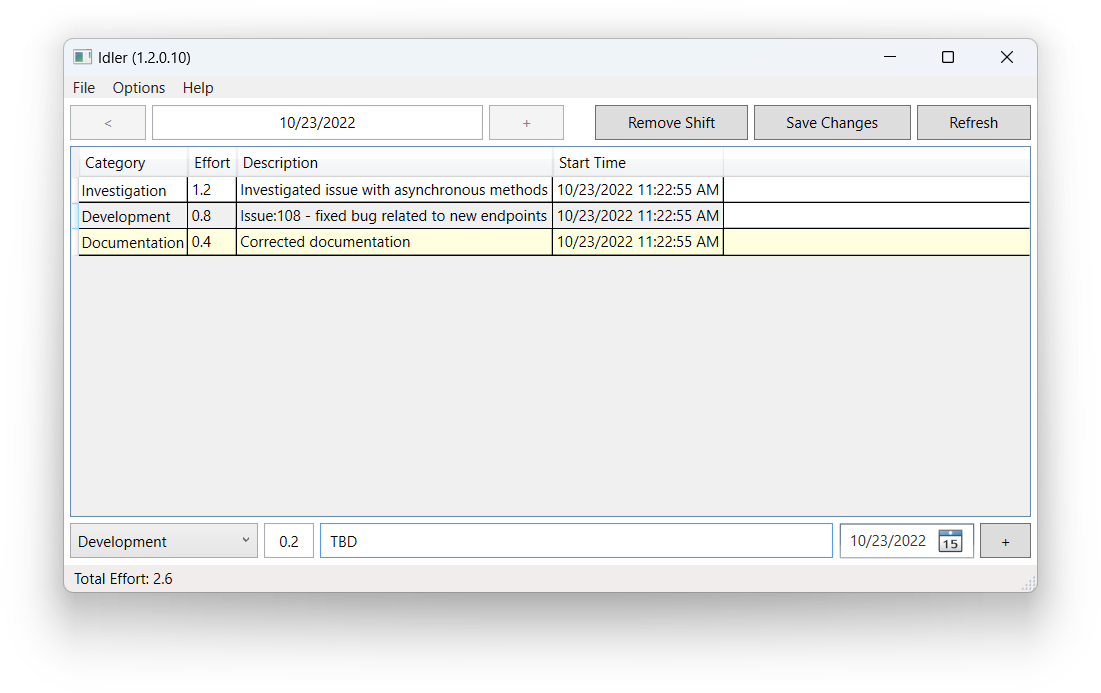 Idler (1.2.0.10)
File Options Help
< 10/23/2022 + Remove Shift Save Changes Refresh
Category Effort Description Start Time
Investigation 1.2 Investigated issue with asynchronous methods 10/23/2022 11:22:55 AM
Development 0.8 Issue:108 - fixed bug related to new endpoints 10/23/2022 11:22:55 AM
Documentation 0.4 Corrected documentation 10/23/2022 11:22:55 AM
Development 0.2 TBD 10/23/2022 15 +
Total Effort: 2.6